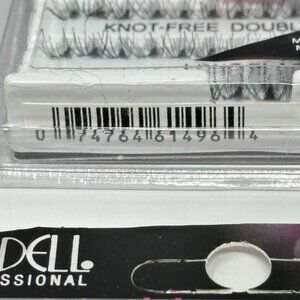 KNOT-FREE DOUBL
0 74764 61496 4
DELL
SSIONAL